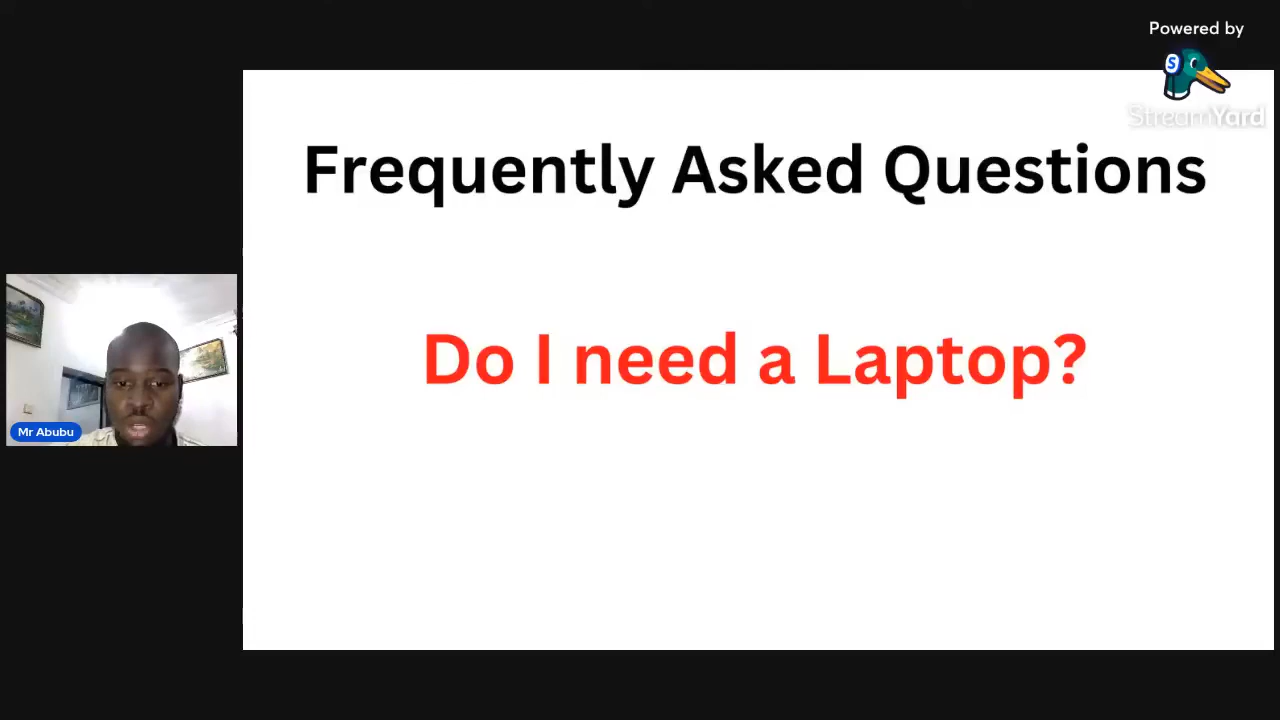 Powered by
S
StreamYard
Frequently Asked Questions
Do I need a Laptop?
Mr Abubu